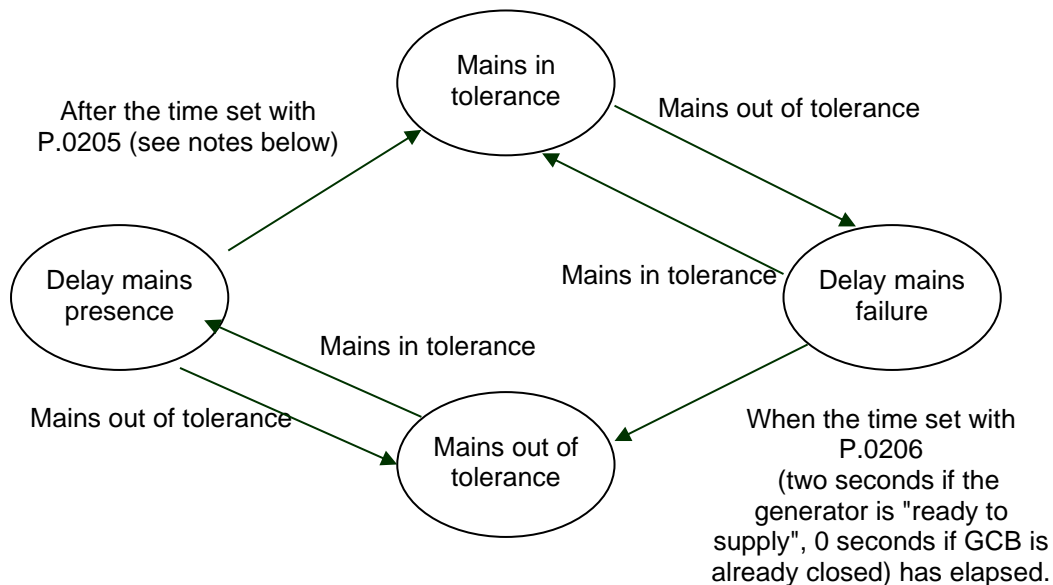 Mains in
tolerance
After the time set with
P.0205 (see notes below)
Mains out of tolerance
Delay mains
presence
Mains in tolerance
Delay mains
failure
Mains in tolerance
Mains out of tolerance
Mains out of
tolerance
When the time set with
P.0206
(two seconds if the
generator is "ready to
supply", 0 seconds if GCB is
already closed) has elapsed.